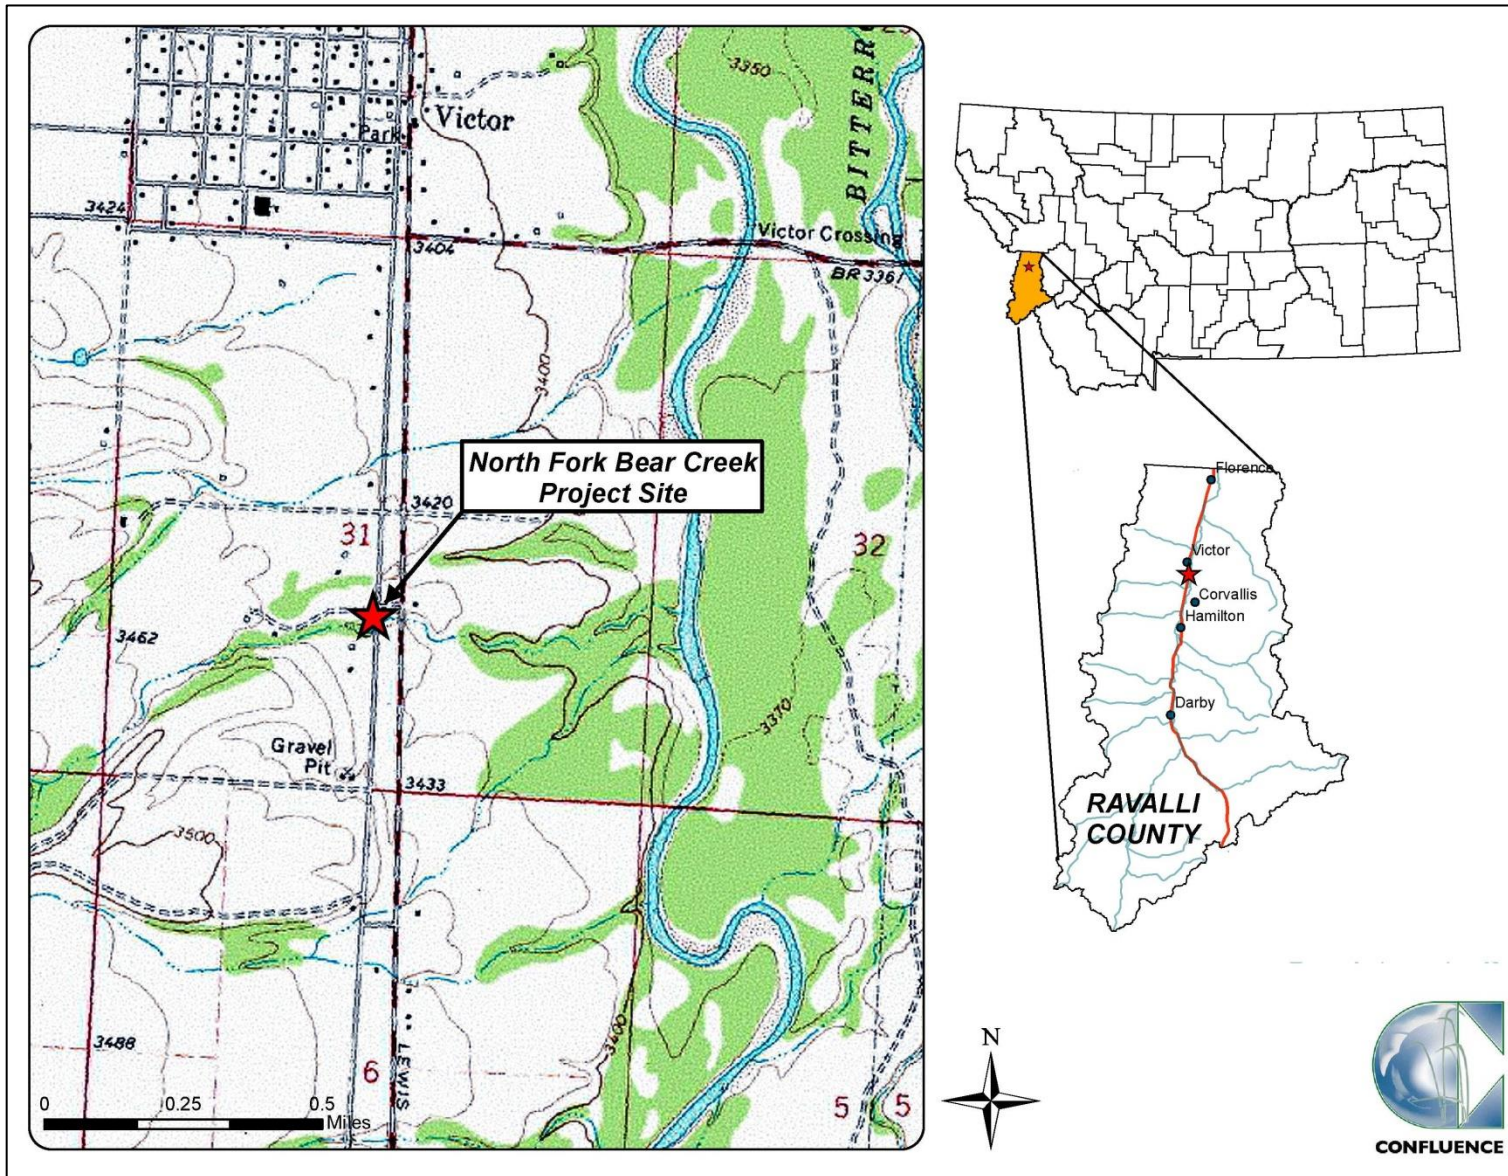 BITTERR
3350
Victor
Park
3424
3404
Victor Crossing
BR 3361
3400
North Fork Bear Creek
Project Site
3420
31
32
3462
3370
Gravel
Pit
3433
3500
3400
3488
6
LEWIS
5
5
0
0.25
0.5
Miles
Florence
Victor
Corvallis
Hamilton
Darby
RAVALLI
COUNTY
N
CONFLUENCE